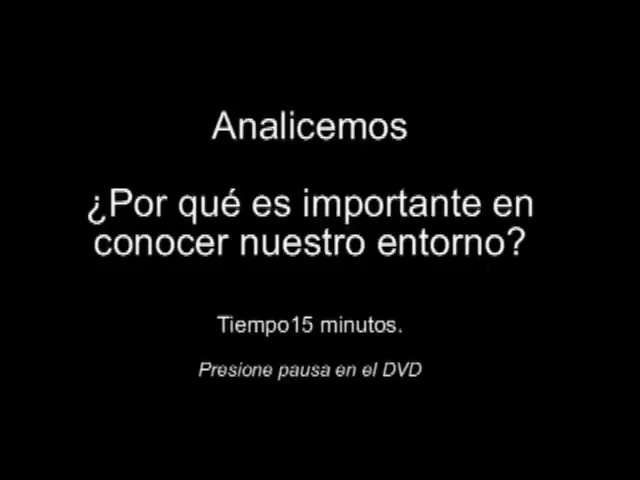 Analicemos
¿Por qué es importante en
conocer nuestro entorno?
Tiempo15 minutos.
Presione pausa en el DVD